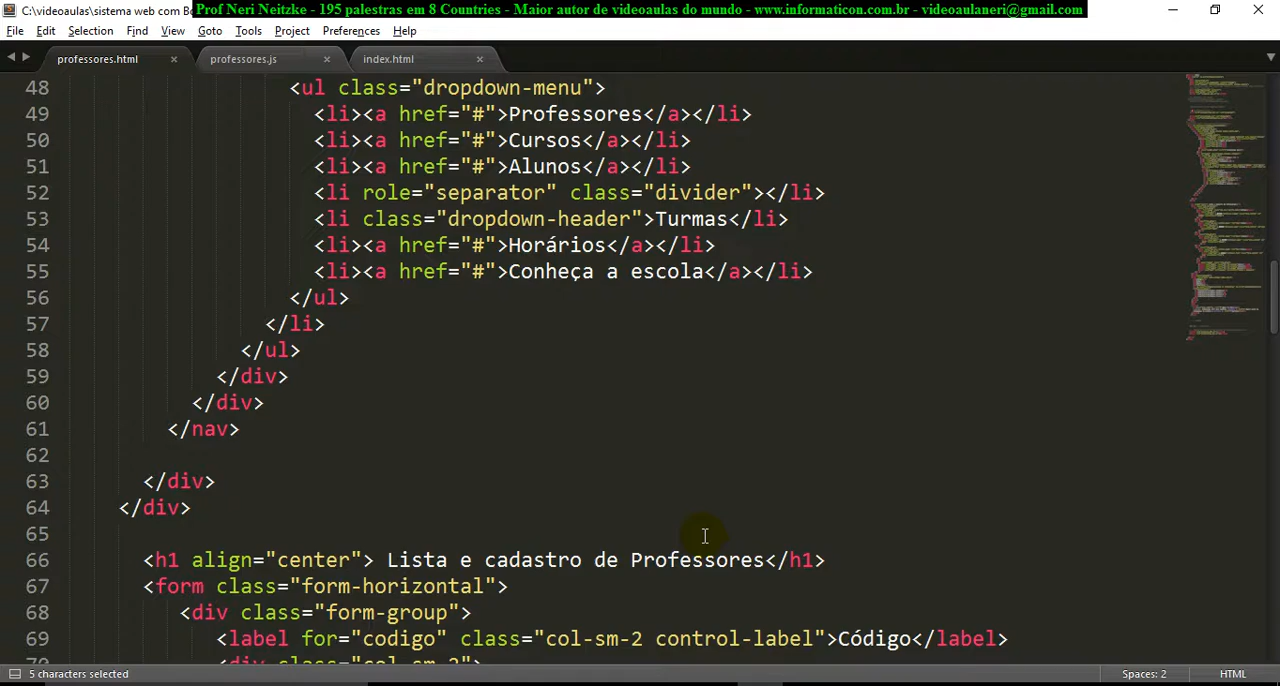 C:\videoaulas\sistema web com Bo
Prof Neri Neitzke - 195 palestras em 8 Countries - Maior autor de videoaulas do mundo - www.informaticon.com.br - videoaulaneri@gmail.com
File Edit Selection Find View Goto Tools Project Preferences Help
professores.html × professores.js × index.html ×
48 <ul class="dropdown-menu">
49 <li><a href="#">Professores</a></li>
50 <li><a href="#">Cursos</a></li>
51 <li><a href="#">Alunos</a></li>
52 <li role="separator" class="divider"></li>
53 <li class="dropdown-header">Turmas</li>
54 <li><a href="#">Horários</a></li>
55 <li><a href="#">Conheça a escola</a></li>
56 </ul>
57 </li>
58 </ul>
59 </div>
60 </div>
61 </nav>
62
63 </div>
64 </div>
65
66 <h1 align="center"> Lista e cadastro de Professores</h1>
67 <form class="form-horizontal">
68 <div class="form-group">
69 <label for="codigo" class="col-sm-2 control-label">Código</label>
70 <div class="col-sm-2">
5 characters selected Spaces: 2 HTML